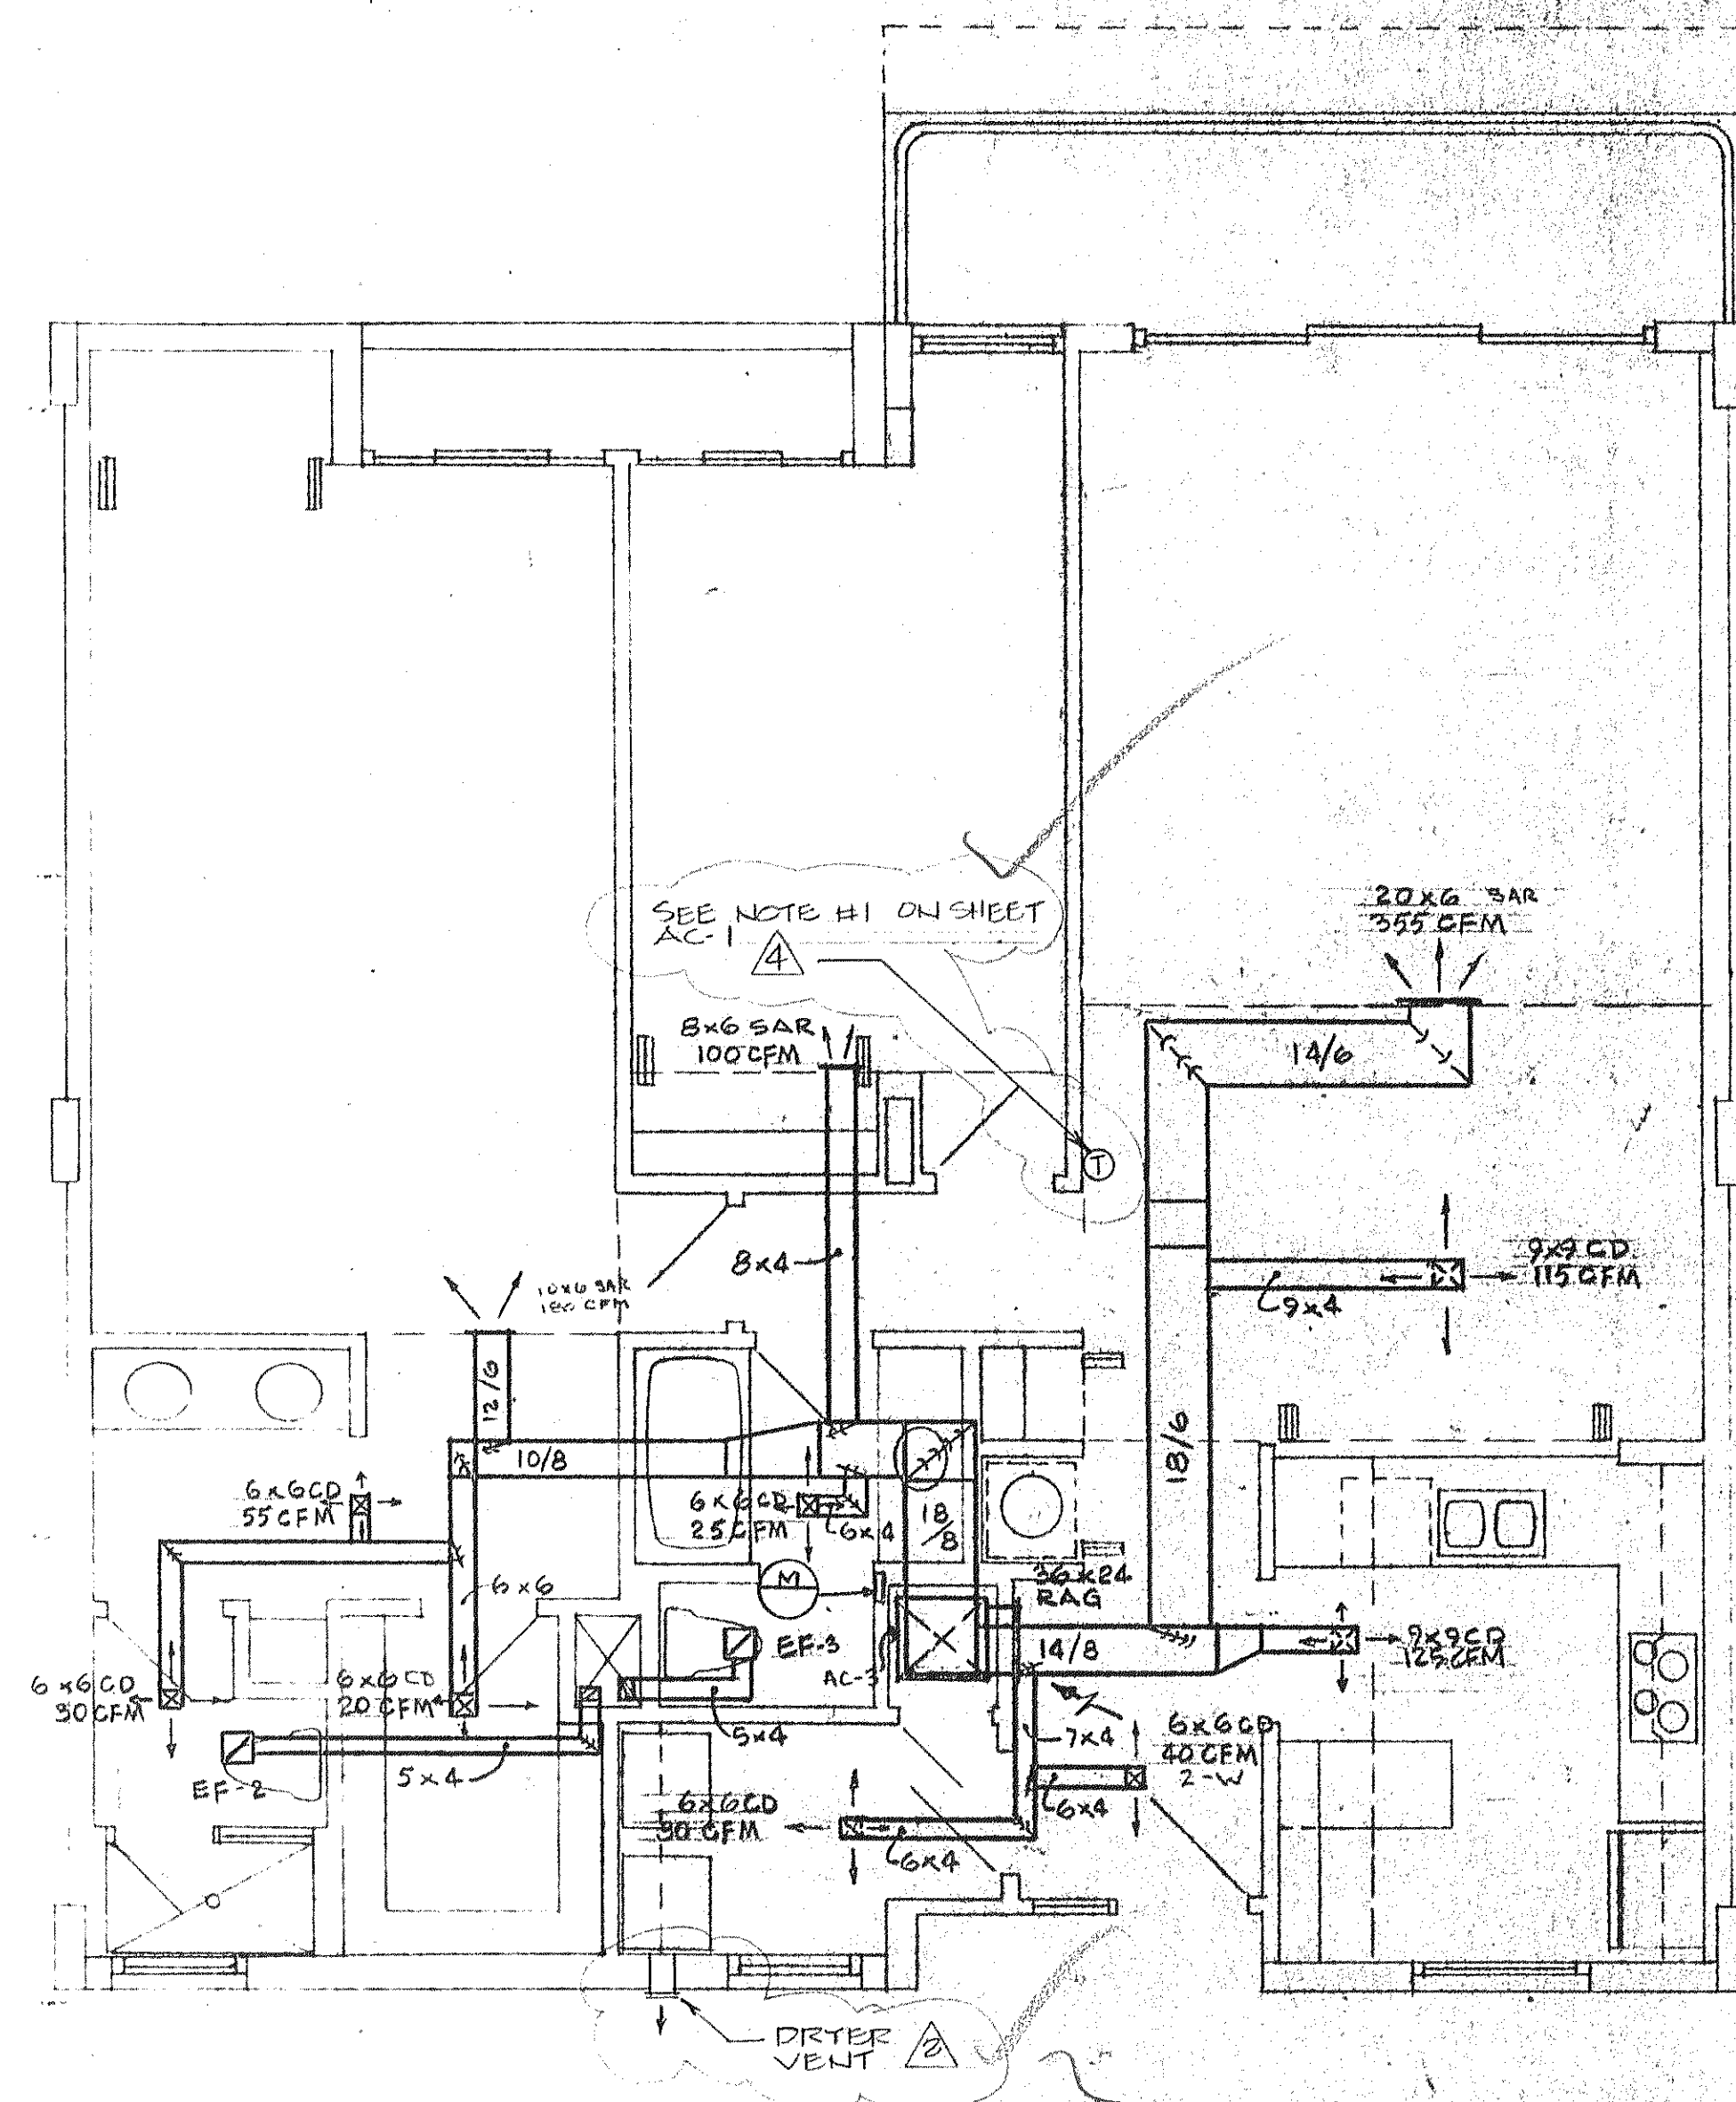 20x6 SAR
355 CFM
SEE NOTE #1 ON SHEET
AC-1
4
8x6 SAR
100 CFM
14/6
T
8x4
9x9 CD
115 CFM
9x4
10x6 SAR
CFM
12/6
10/8
18/6
6x6 CD
55 CFM
6x6 CD
25 CFM
6x4
18/8
6x6
M
36x24
RAG
EF-3
14/8
9x9 CD
125 CFM
AC-3
6x6 CD
30 CFM
6x6 CD
20 CFM
5x4
7x4
6x6 CD
40 CFM
2-W
EF-2
5x4
6x4
6x6 CD
30 CFM
6x4
DRYER
VENT
2